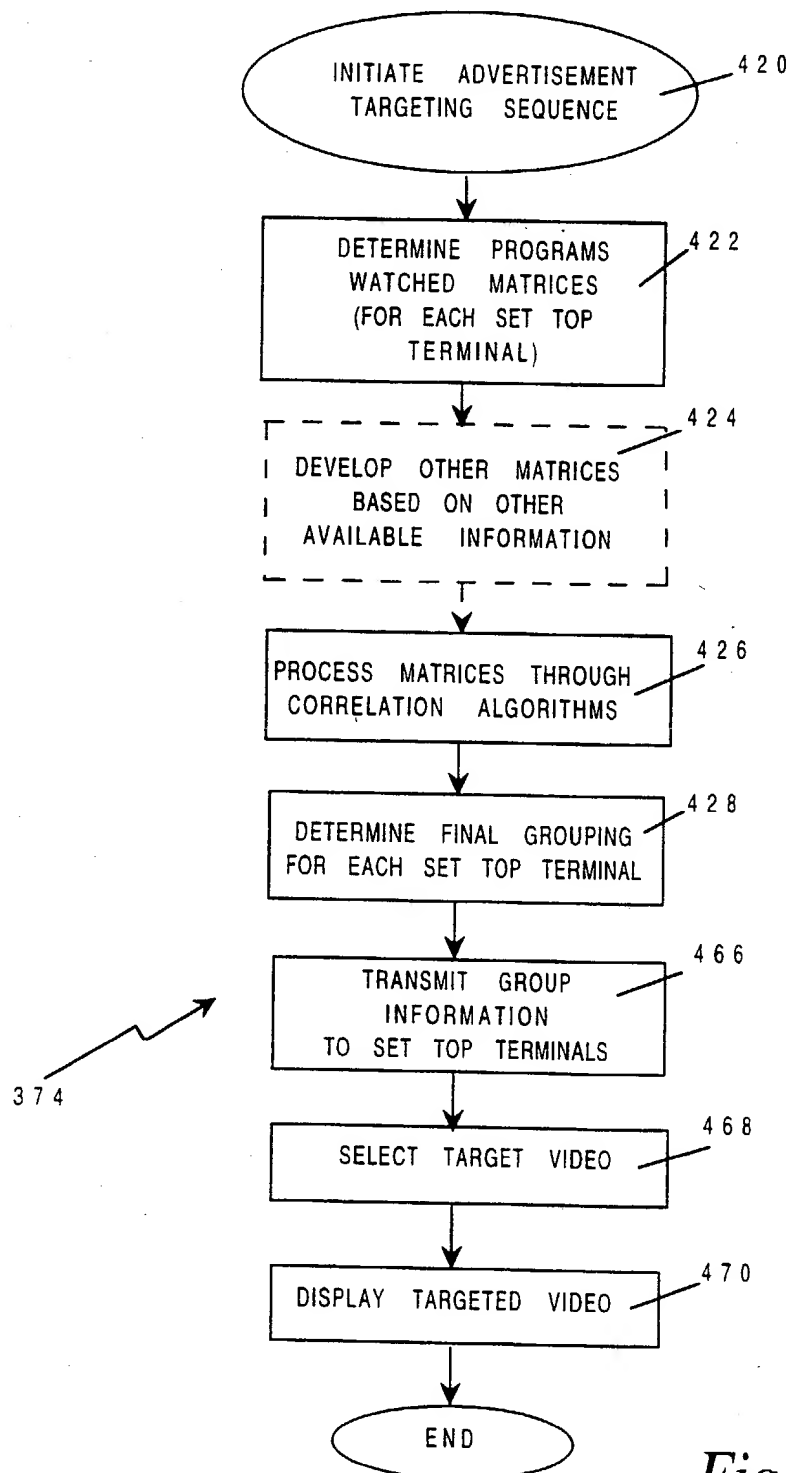 INITIATE ADVERTISEMENT
TARGETING SEQUENCE
420
DETERMINE PROGRAMS
WATCHED MATRICES
(FOR EACH SET TOP
TERMINAL)
422
424
DEVELOP OTHER MATRICES
BASED ON OTHER
AVAILABLE INFORMATION
426
PROCESS MATRICES THROUGH
CORRELATION ALGORITHMS
428
DETERMINE FINAL GROUPING
FOR EACH SET TOP TERMINAL
466
TRANSMIT GROUP
INFORMATION
TO SET TOP TERMINALS
374
468
SELECT TARGET VIDEO
470
DISPLAY TARGETED VIDEO
END